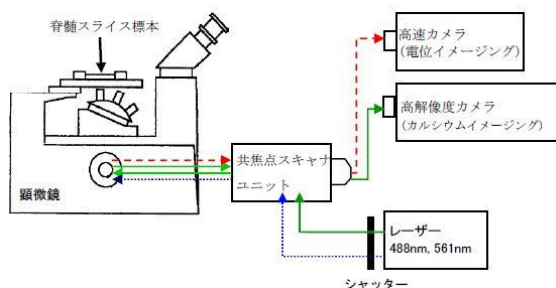 脊髄スライス標本
高速カメラ
(電位イメージング)
高解像度カメラ
(カルシウムイメージング)
共焦点スキャナ
ユニット
顕微鏡
レーザー
488nm, 561nm
シャッター